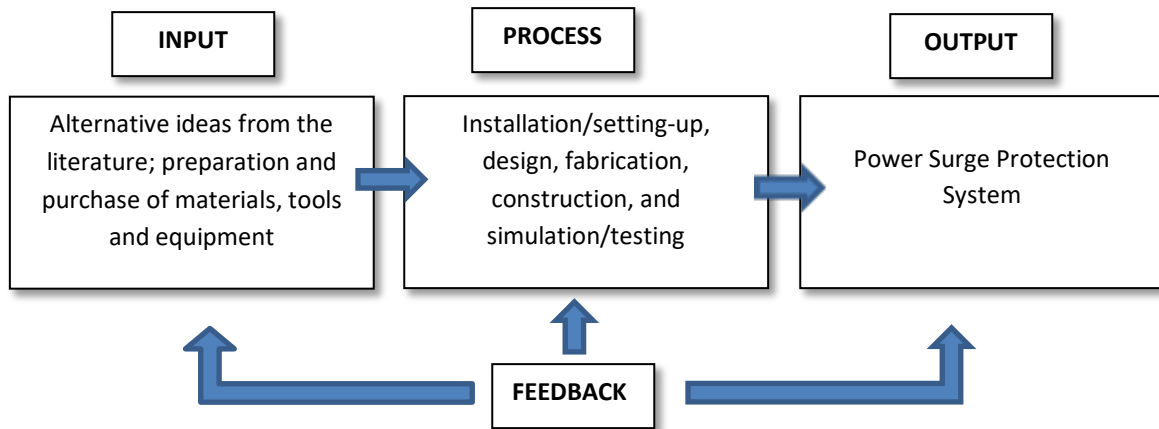 INPUT
PROCESS
OUTPUT
Alternative ideas from the
literature; preparation and
purchase of materials, tools
and equipment
Installation/setting-up,
design, fabrication,
construction, and
simulation/testing
Power Surge Protection
System
FEEDBACK